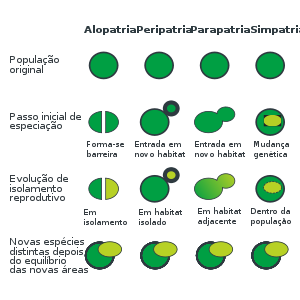 Alopatria Peripatria Parapatria Simpatria
População
original
Passo inicial de
especiação
Forma-se
barreira
Entrada em
novo habitat
Entrada em
novo habitat
Mudança
genética
Evolução de
isolamento
reprodutivo
Em
isolamento
Em habitat
isolado
Em habitat
adjacente
Dentro da
população
Novas espécies
distintas depois
do equilíbrio
das novas áreas